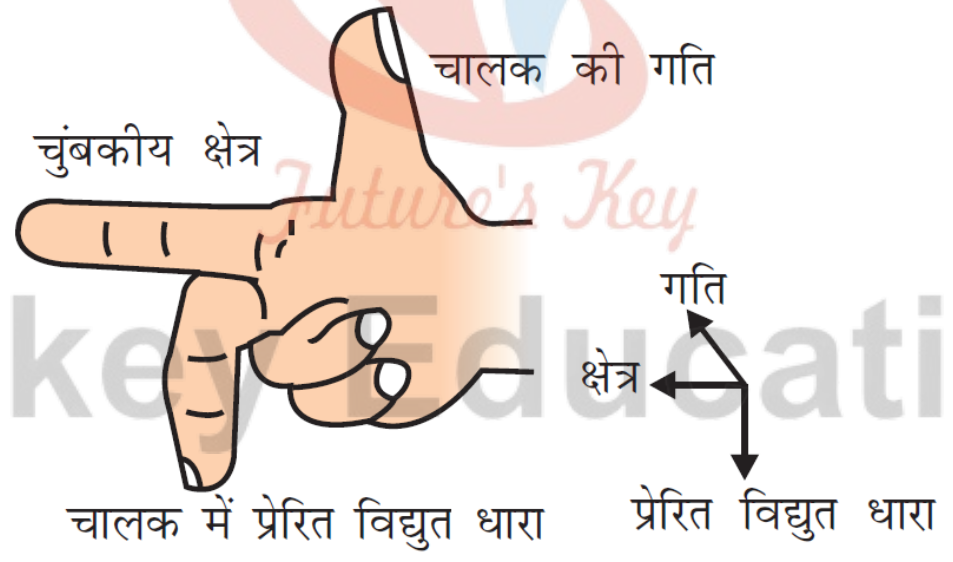 चालक की गति
चुंबकीय क्षेत्र
Future's Key
गति
key Educati
क्षेत्र
चालक में प्रेरित विद्युत धारा
प्रेरित विद्युत धारा